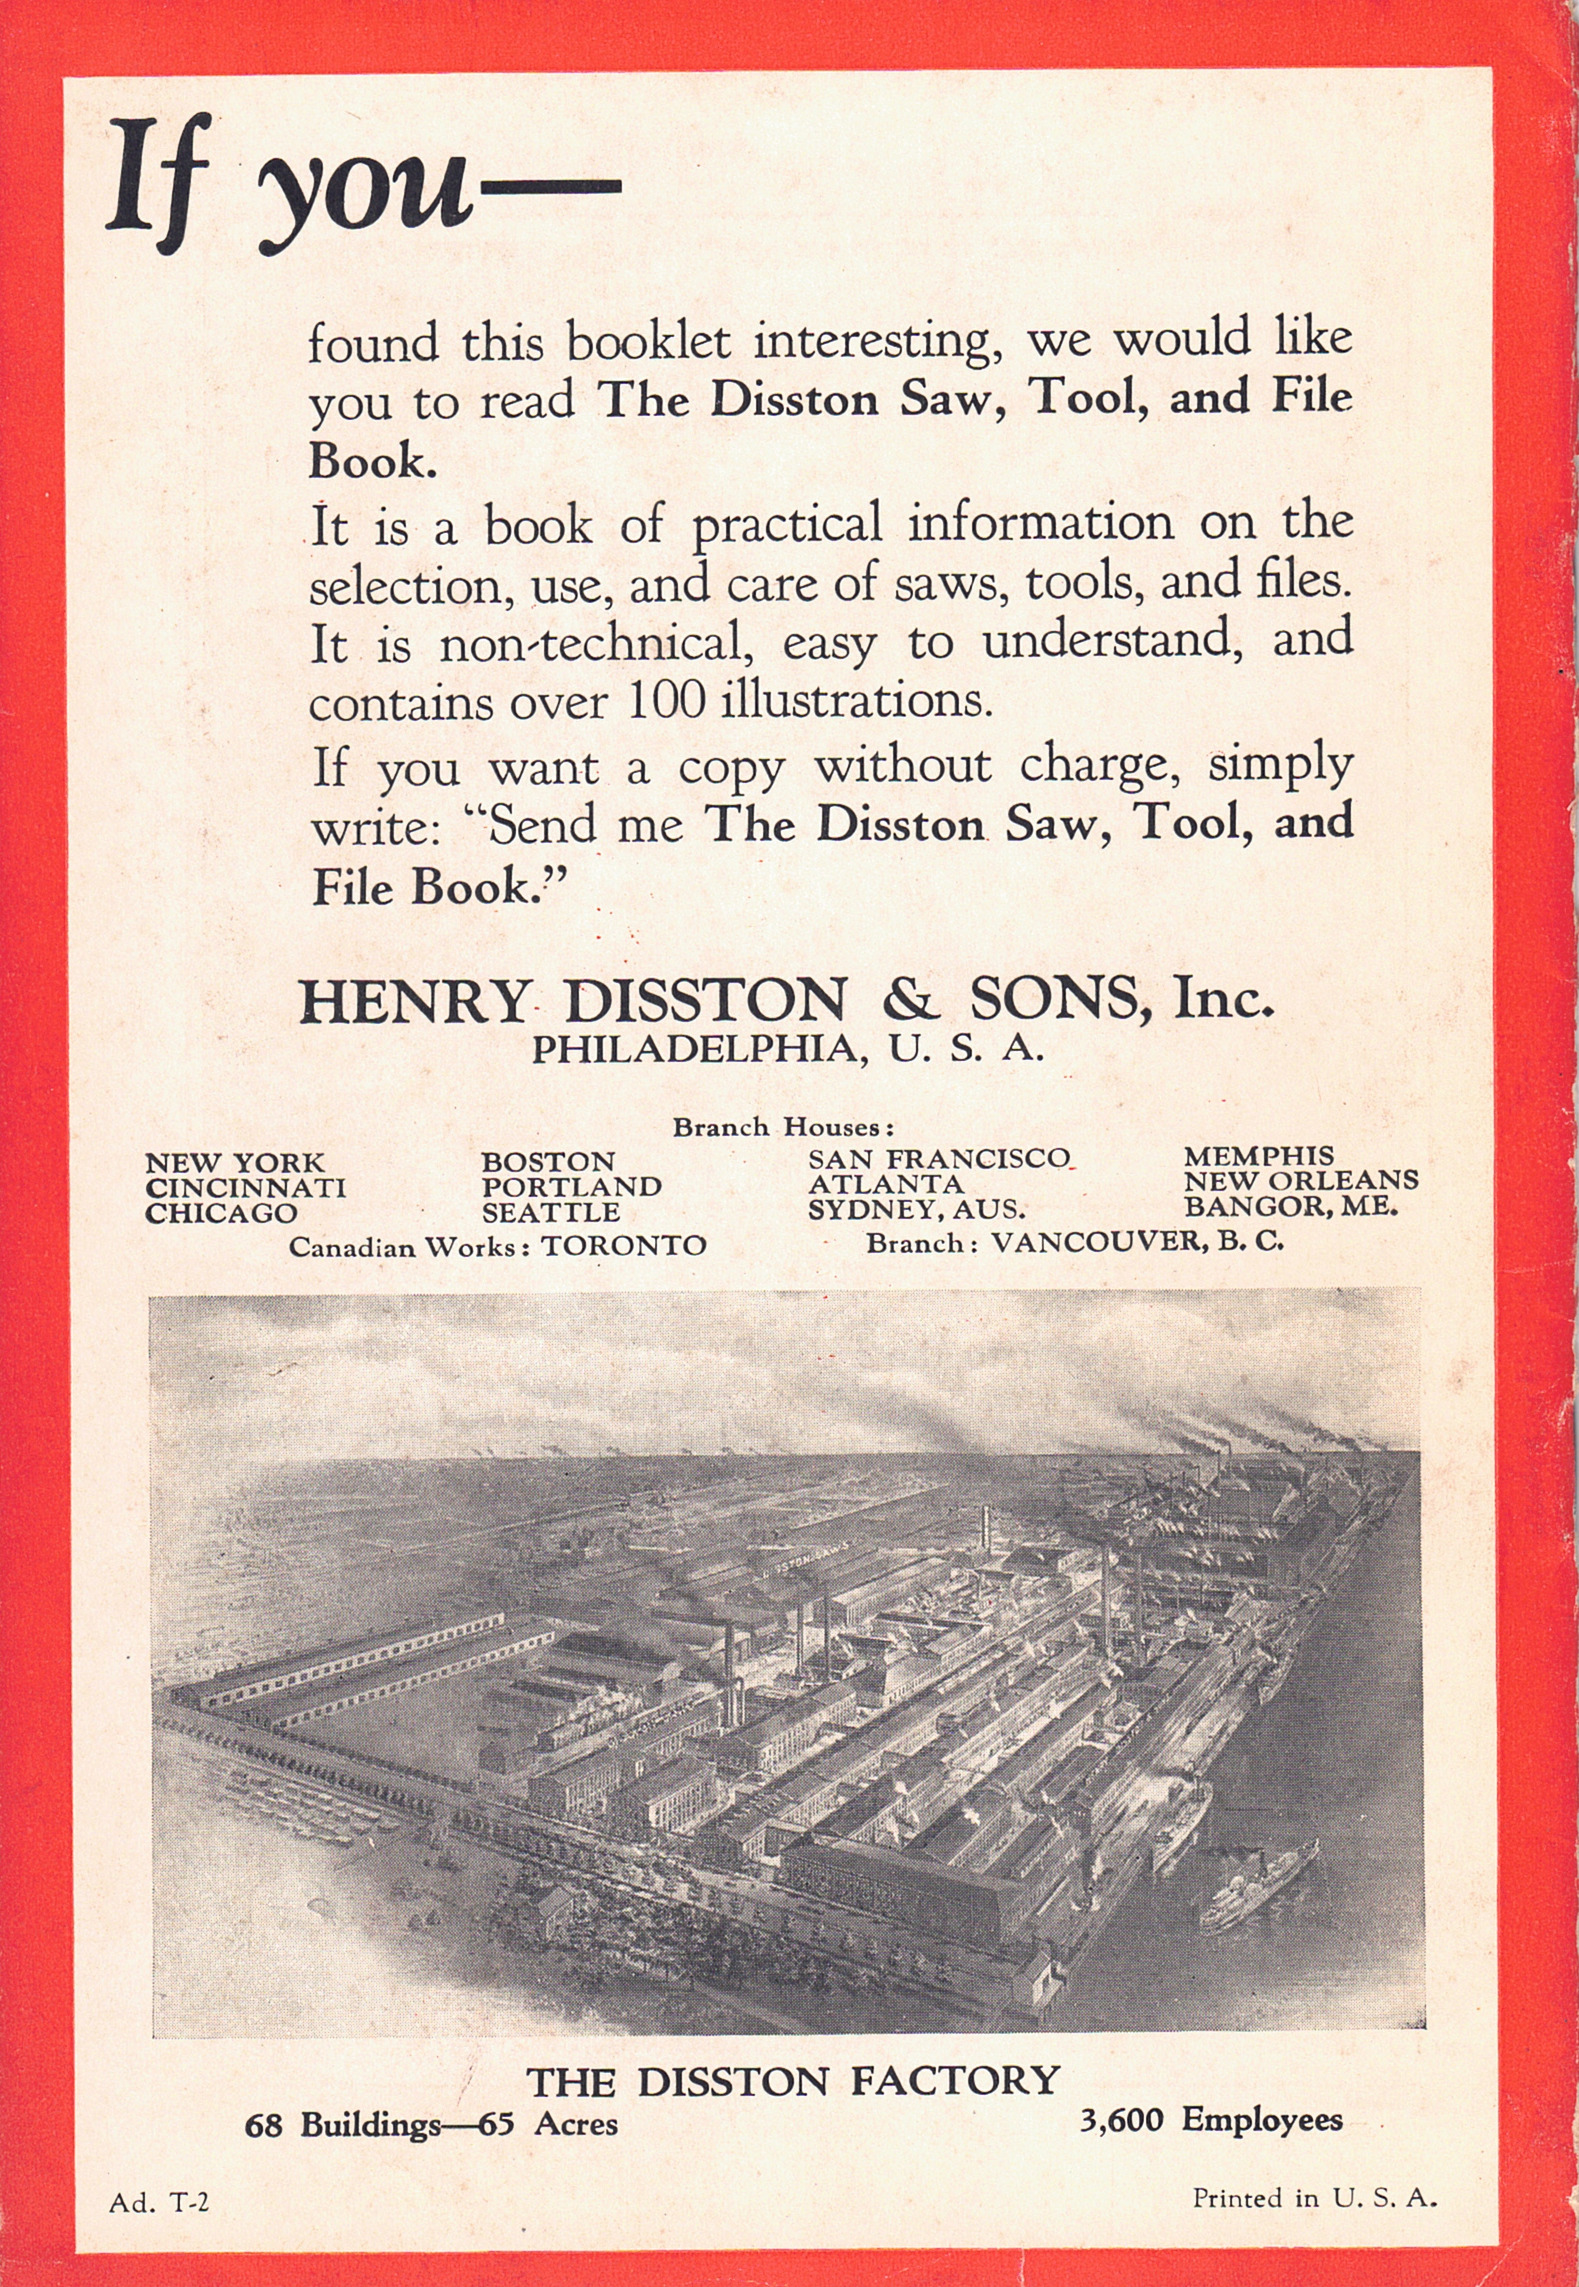 If you—
found this booklet interesting, we would like
you to read The Disston Saw, Tool, and File
Book.
It is a book of practical information on the
selection, use, and care of saws, tools, and files.
It is non-technical, easy to understand, and
contains over 100 illustrations.
If you want a copy without charge, simply
write: “Send me The Disston Saw, Tool, and
File Book.”
HENRY DISSTON & SONS, Inc.
PHILADELPHIA, U. S. A.
Branch Houses:
NEW YORK BOSTON SAN FRANCISCO MEMPHIS
CINCINNATI PORTLAND ATLANTA NEW ORLEANS
CHICAGO SEATTLE SYDNEY, AUS. BANGOR, ME.
Canadian Works: TORONTO Branch: VANCOUVER, B. C.
DISSTON SAWS
THE DISSTON FACTORY
68 Buildings—65 Acres 3,600 Employees
Ad. T-2 Printed in U. S. A.